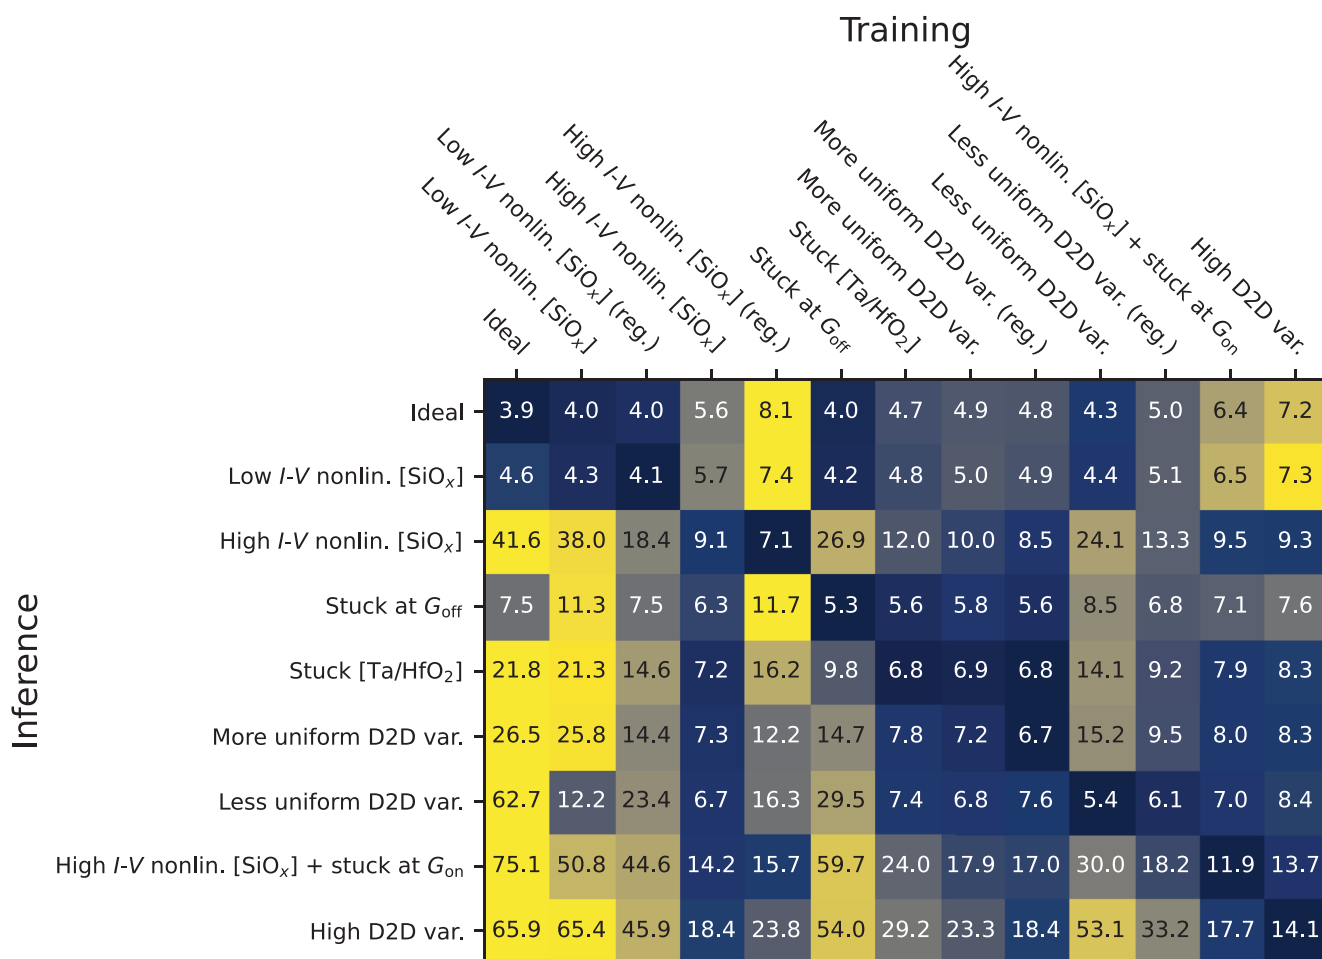 Training
Ideal
Low I-V nonlin. [SiOₓ]
Low I-V nonlin. [SiOₓ] (reg.)
High I-V nonlin. [SiOₓ]
High I-V nonlin. [SiOₓ] (reg.)
Stuck at G_off
Stuck [Ta/HfO₂]
More uniform D2D var.
More uniform D2D var. (reg.)
Less uniform D2D var.
Less uniform D2D var. (reg.)
High I-V nonlin. [SiOₓ] + stuck at G_on
High D2D var.
Inference
Ideal 3.9 4.0 4.0 5.6 8.1 4.0 4.7 4.9 4.8 4.3 5.0 6.4 7.2
Low I-V nonlin. [SiOₓ] 4.6 4.3 4.1 5.7 7.4 4.2 4.8 5.0 4.9 4.4 5.1 6.5 7.3
High I-V nonlin. [SiOₓ] 41.6 38.0 18.4 9.1 7.1 26.9 12.0 10.0 8.5 24.1 13.3 9.5 9.3
Stuck at G_off 7.5 11.3 7.5 6.3 11.7 5.3 5.6 5.8 5.6 8.5 6.8 7.1 7.6
Stuck [Ta/HfO₂] 21.8 21.3 14.6 7.2 16.2 9.8 6.8 6.9 6.8 14.1 9.2 7.9 8.3
More uniform D2D var. 26.5 25.8 14.4 7.3 12.2 14.7 7.8 7.2 6.7 15.2 9.5 8.0 8.3
Less uniform D2D var. 62.7 12.2 23.4 6.7 16.3 29.5 7.4 6.8 7.6 5.4 6.1 7.0 8.4
High I-V nonlin. [SiOₓ] + stuck at G_on 75.1 50.8 44.6 14.2 15.7 59.7 24.0 17.9 17.0 30.0 18.2 11.9 13.7
High D2D var. 65.9 65.4 45.9 18.4 23.8 54.0 29.2 23.3 18.4 53.1 33.2 17.7 14.1